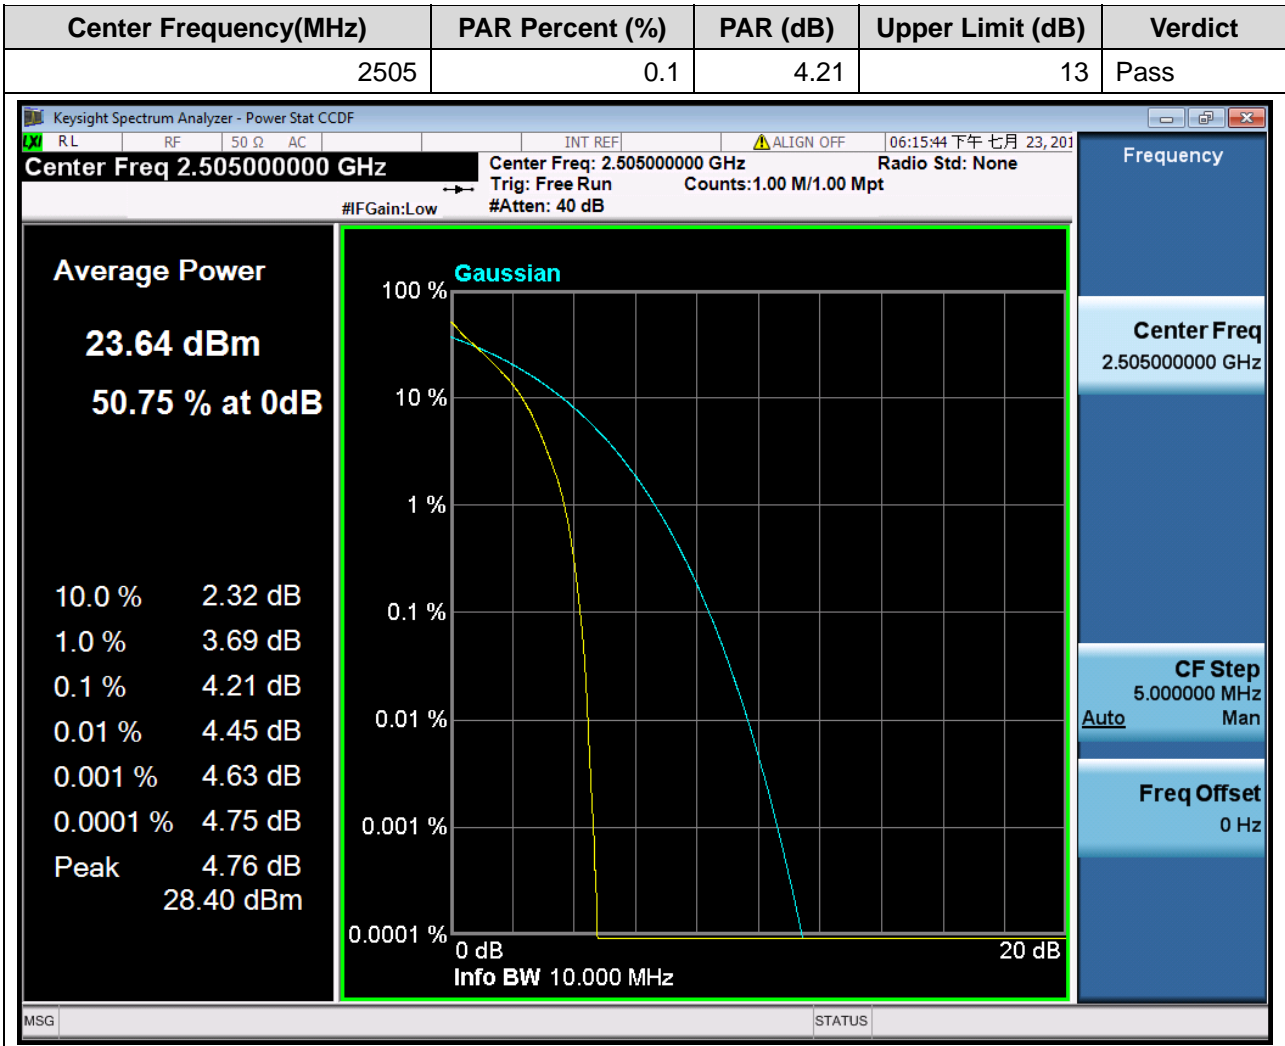 Center Frequency(MHz) PAR Percent (%) PAR (dB) Upper Limit (dB) Verdict
2505 0.1 4.21 13 Pass
Keysight Spectrum Analyzer - Power Stat CCDF
LXI RL RF 50 Ω AC INT REF ALIGN OFF 06:15:44 下午 七月 23, 201
Center Freq 2.505000000 GHz
Center Freq: 2.505000000 GHz Radio Std: None
Trig: Free Run Counts:1.00 M/1.00 Mpt
#IFGain:Low #Atten: 40 dB
Frequency
Average Power
23.64 dBm
50.75 % at 0dB
10.0 % 2.32 dB
1.0 % 3.69 dB
0.1 % 4.21 dB
0.01 % 4.45 dB
0.001 % 4.63 dB
0.0001 % 4.75 dB
Peak 4.76 dB
28.40 dBm
Gaussian
100 %
10 %
1 %
0.1 %
0.01 %
0.001 %
0.0001 %
0 dB 20 dB
Info BW 10.000 MHz
Center Freq
2.505000000 GHz
CF Step
5.000000 MHz
Auto Man
Freq Offset
0 Hz
MSG STATUS